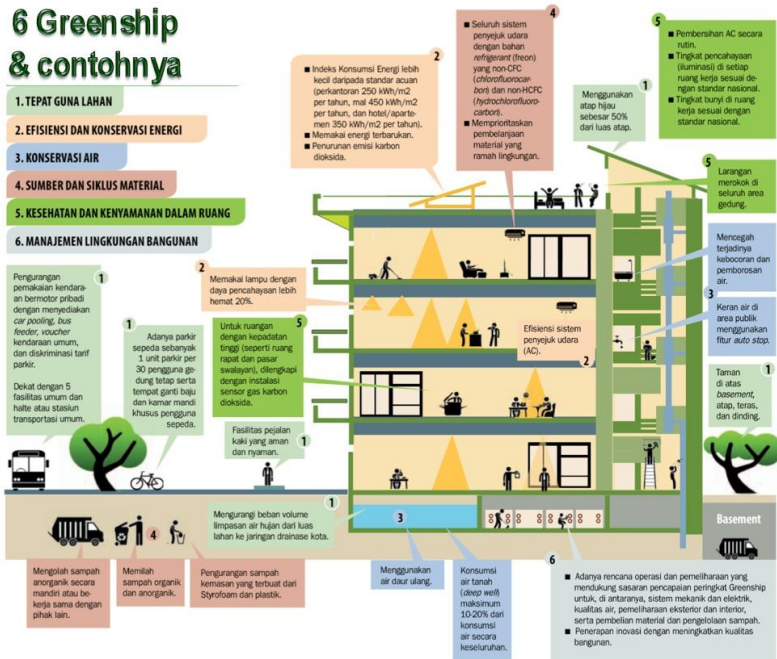 6 Greenship
& contohnya
1. TEPAT GUNA LAHAN
2. EFISIENSI DAN KONSERVASI ENERGI
3. KONSERVASI AIR
4. SUMBER DAN SIKLUS MATERIAL
5. KESEHATAN DAN KENYAMANAN DALAM RUANG
6. MANAJEMEN LINGKUNGAN BANGUNAN
2
■ Indeks Konsumsi Energi lebih
kecil daripada standar acuan
(perkantoran 250 kWh/m2
per tahun, mal 450 kWh/m2
per tahun, dan hotel/aparte-
men 350 kWh/m2 per tahun).
■ Memakai energi terbarukan.
■ Penurunan emisi karbon
dioksida.
4
■ Seluruh sistem
penyejuk udara
dengan bahan
refrigerant (freon)
yang non-CFC
(chlorofluorocar-
bon) dan non-HCFC
(hydrochlorofluoro-
carbon).
■ Memprioritaskan
pembelanjaan
material yang
ramah lingkungan.
1
Menggunakan
atap hijau
sebesar 50%
dari luas atap.
5
■ Pembersihan AC secara
rutin.
■ Tingkat pencahayaan
(iluminasi) di setiap
ruang kerja sesuai de-
ngan standar nasional.
■ Tingkat bunyi di ruang
kerja sesuai dengan
standar nasional.
5
Larangan
merokok di
seluruh area
gedung.
Mencegah
terjadinya
kebocoran dan
pemborosan
air.
3
Keran air di
area publik
menggunakan
fitur auto stop.
1
Taman
di atas
basement,
atap, teras,
dan dinding.
1
Pengurangan
pemakaian kendara-
an bermotor pribadi
dengan menyediakan
car pooling, bus
feeder, voucher
kendaraan umum,
dan diskriminasi tarif
parkir.
Dekat dengan 5
fasilitas umum dan
halte atau stasiun
transportasi umum.
1
Adanya parkir
sepeda sebanyak
1 unit parkir per
30 pengguna ge-
dung tetap serta
tempat ganti baju
dan kamar mandi
khusus pengguna
sepeda.
2
Memakai lampu dengan
daya pencahayaan lebih
hemat 20%.
5
Untuk ruangan
dengan kepadatan
tinggi (seperti ruang
rapat dan pasar
swalayan), dilengkapi
dengan instalasi
sensor gas karbon
dioksida.
Efisiensi sistem
penyejuk udara
(AC).
2
Fasilitas pejalan
kaki yang aman
dan nyaman.
1
Mengurangi beban volume
limpasan air hujan dari luas
lahan ke jaringan drainase kota.
1
3
4
Mengolah sampah
anorganik secara
mandiri atau be-
kerja sama dengan
pihak lain.
Memilah
sampah organik
dan anorganik.
Pengurangan sampah
kemasan yang terbuat dari
Styrofoam dan plastik.
Menggunakan
air daur ulang.
Konsumsi
air tanah
(deep well)
maksimum
10-20% dari
konsumsi
air secara
keseluruhan.
Basement
6
■ Adanya rencana operasi dan pemeliharaan yang
mendukung sasaran pencapaian peringkat Greenship
untuk, di antaranya, sistem mekanik dan elektrik,
kualitas air, pemeliharaan eksterior dan interior,
serta pembelian material dan pengelolaan sampah.
■ Penerapan inovasi dengan meningkatkan kualitas
bangunan.